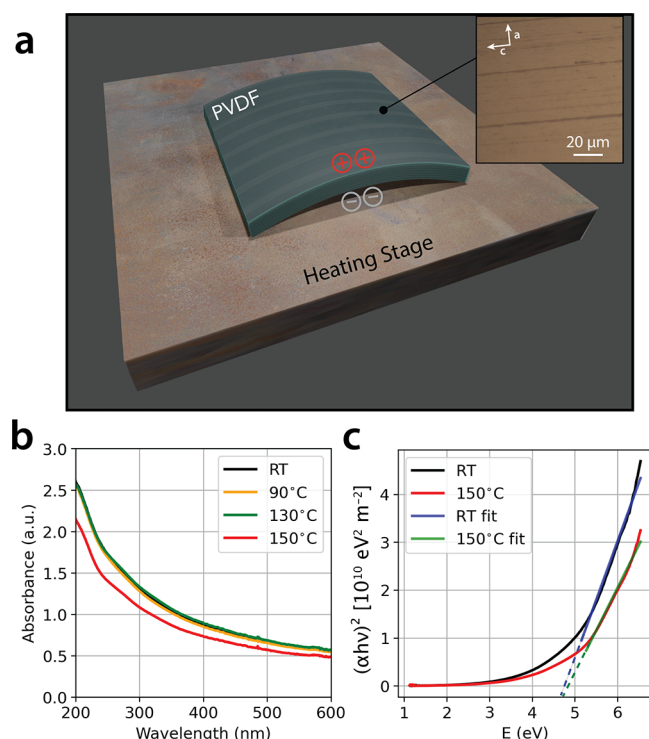 a
PVDF
a
c
20 μm
+ +
− −
Heating Stage
b
3.0
2.5
2.0
1.5
1.0
0.5
0.0
Absorbance (a.u.)
RT
90°C
130°C
150°C
200 300 400 500 600
Wavelength (nm)
c
4
3
2
1
0
(αhν)² [10¹⁰ eV² m⁻²]
RT
150°C
RT fit
150°C fit
1 2 3 4 5 6
E (eV)